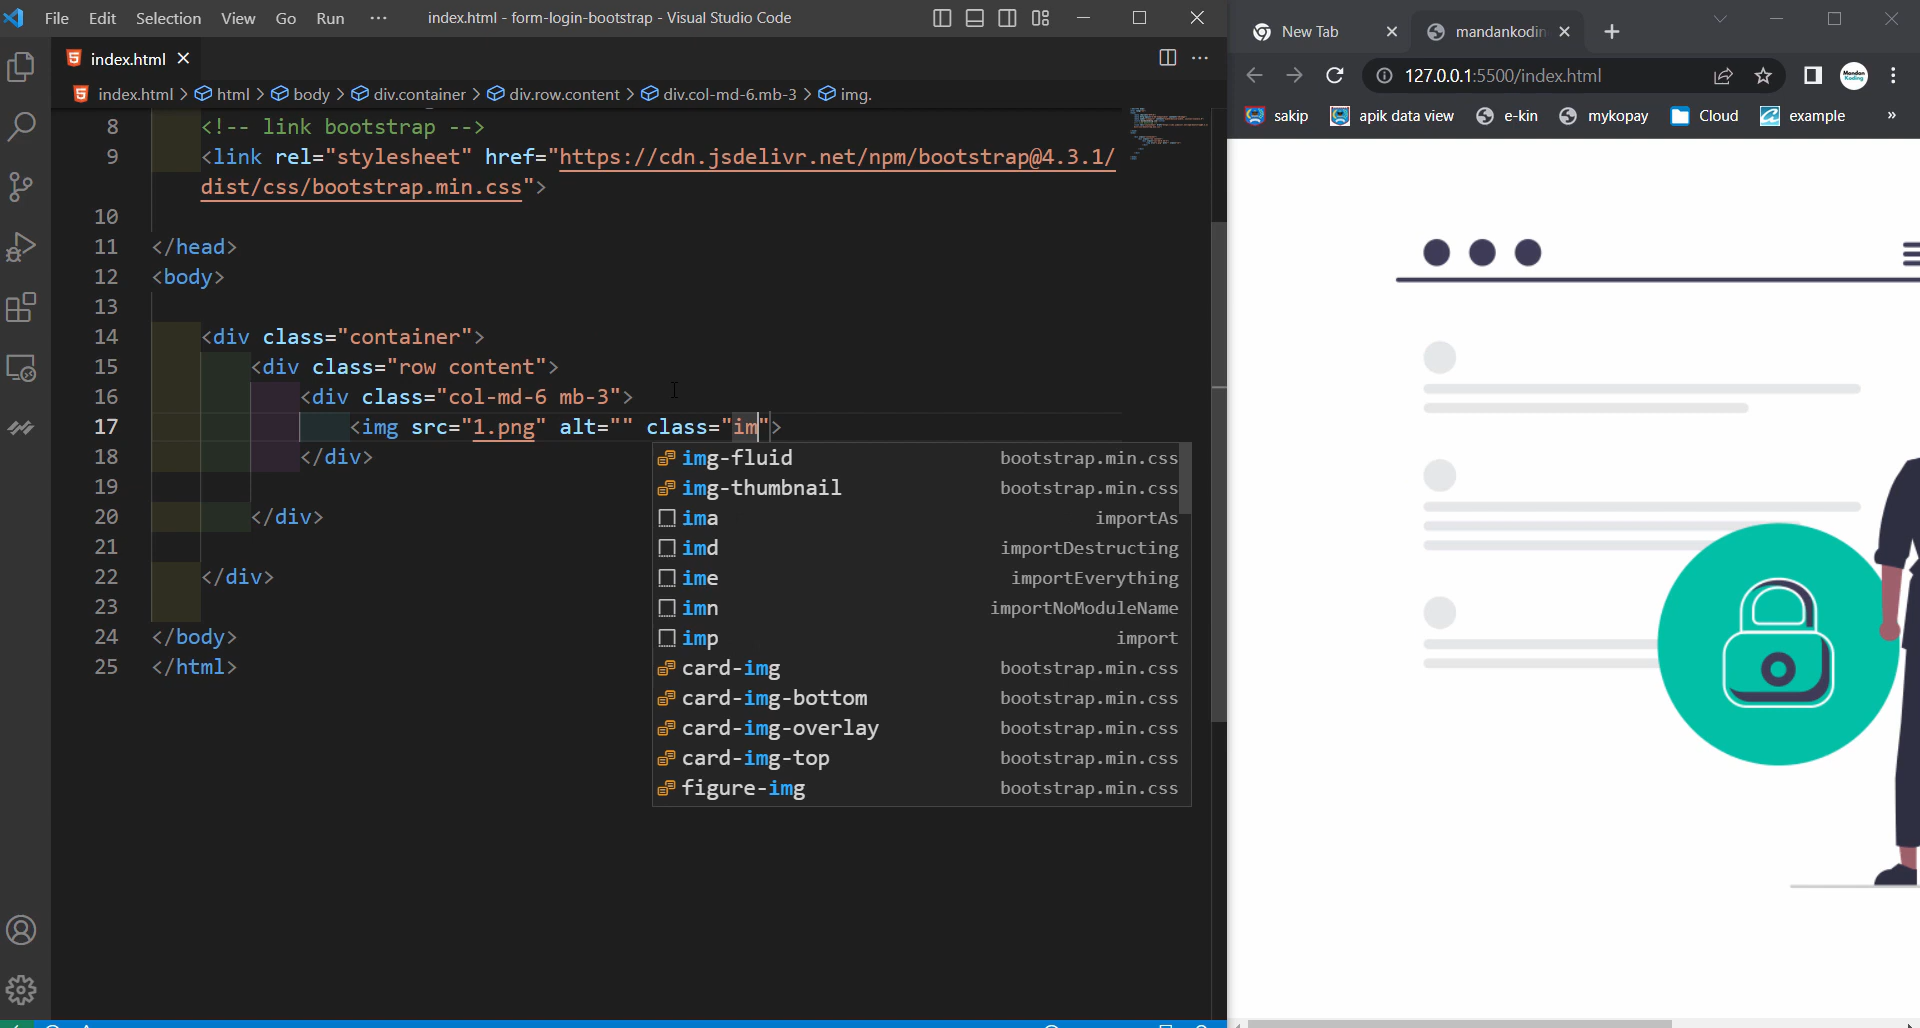 File Edit Selection View Go Run ··· index.html - form-login-bootstrap - Visual Studio Code
index.html
index.html > html > body > div.container > div.row.content > div.col-md-6.mb-3 > img.
8 <!-- link bootstrap -->
9 <link rel="stylesheet" href="https://cdn.jsdelivr.net/npm/bootstrap@4.3.1/
dist/css/bootstrap.min.css">
10
11 </head>
12 <body>
13
14 <div class="container">
15 <div class="row content">
16 <div class="col-md-6 mb-3">
17 <img src="1.png" alt="" class="im">
18 </div>
19
20 </div>
21
22 </div>
23
24 </body>
25 </html>
img-fluid bootstrap.min.css
img-thumbnail bootstrap.min.css
ima importAs
imd importDestructing
ime importEverything
imn importNoModuleName
imp import
card-img bootstrap.min.css
card-img-bottom bootstrap.min.css
card-img-overlay bootstrap.min.css
card-img-top bootstrap.min.css
figure-img bootstrap.min.css
New Tab mandankodin
127.0.0.1:5500/index.html
Mandan
Koding
sakip apik data view e-kin mykopay Cloud example »